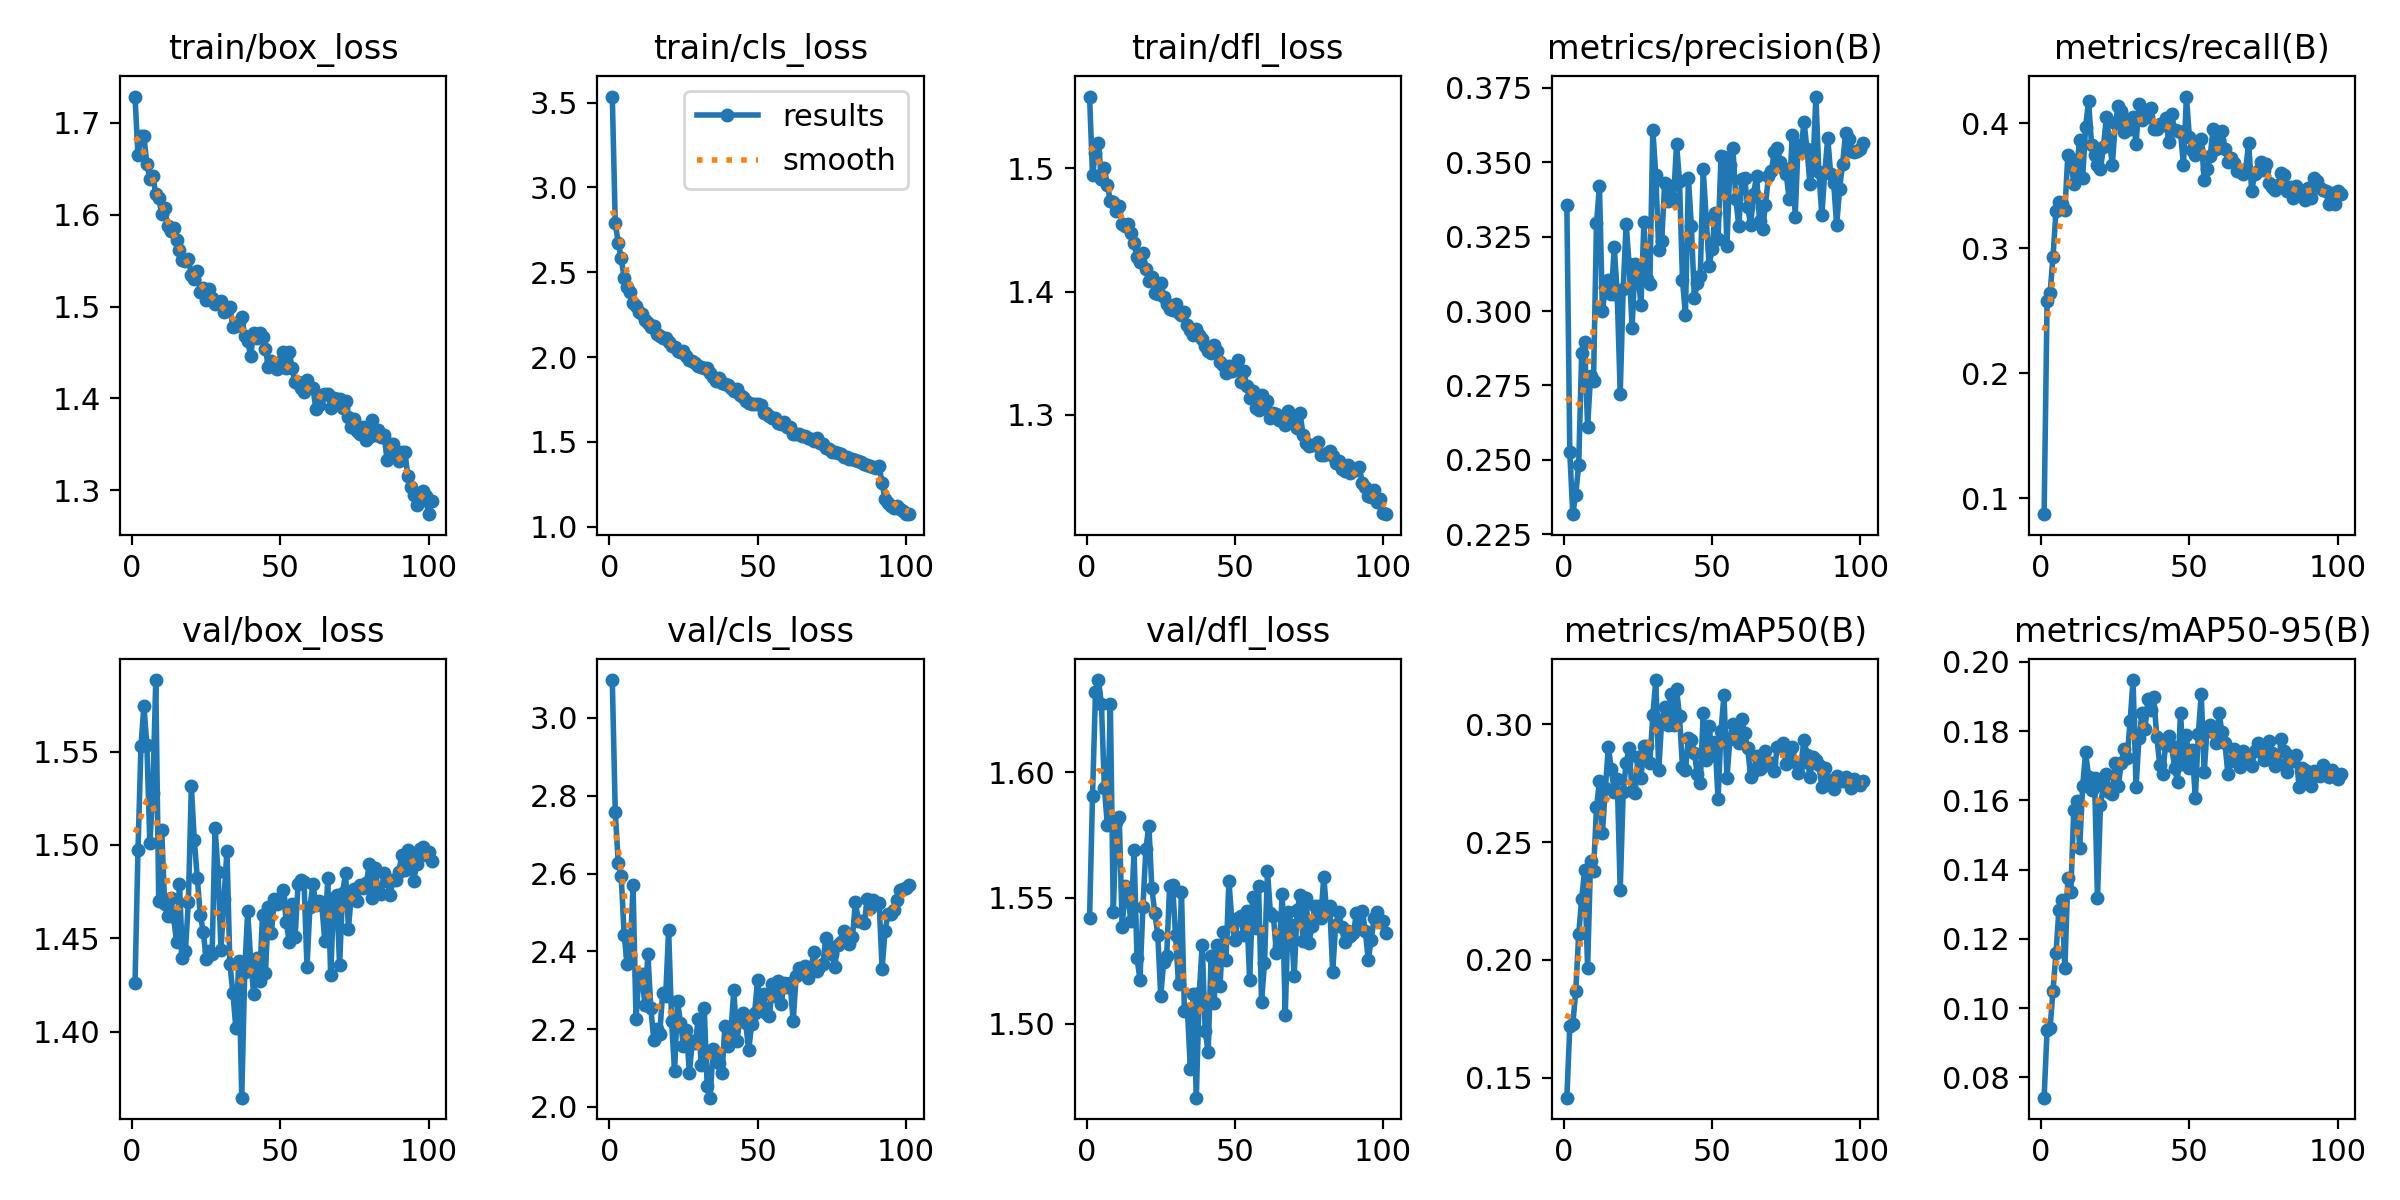 train/box_loss
1.7
1.6
1.5
1.4
1.3
0 50 100
train/cls_loss
results
smooth
3.5
3.0
2.5
2.0
1.5
1.0
0 50 100
train/dfl_loss
1.5
1.4
1.3
0 50 100
metrics/precision(B)
0.375
0.350
0.325
0.300
0.275
0.250
0.225
0 50 100
metrics/recall(B)
0.4
0.3
0.2
0.1
0 50 100
val/box_loss
1.55
1.50
1.45
1.40
0 50 100
val/cls_loss
3.0
2.8
2.6
2.4
2.2
2.0
0 50 100
val/dfl_loss
1.60
1.55
1.50
0 50 100
metrics/mAP50(B)
0.30
0.25
0.20
0.15
0 50 100
metrics/mAP50-95(B)
0.20
0.18
0.16
0.14
0.12
0.10
0.08
0 50 100